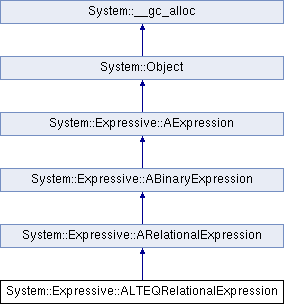 System::__gc_alloc
System::Object
System::Expressive::AExpression
System::Expressive::ABinaryExpression
System::Expressive::ARelationalExpression
System::Expressive::ALTEQRelationalExpression